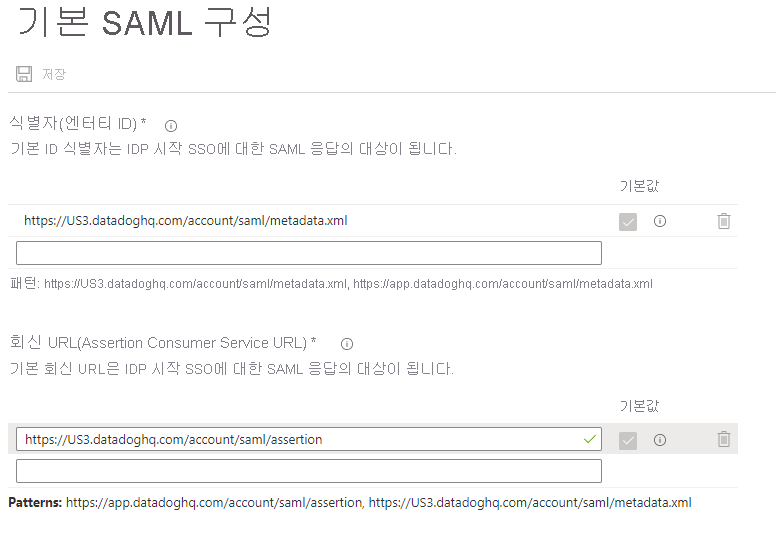 기본 SAML 구성
저장
식별자(엔터티 ID) *
기본 ID 식별자는 IDP 시작 SSO에 대한 SAML 응답의 대상이 됩니다.
기본값
https://US3.datadoghq.com/account/saml/metadata.xml
패턴: https://US3.datadoghq.com/account/saml/metadata.xml, https://app.datadoghq.com/account/saml/metadata.xml
회신 URL(Assertion Consumer Service URL) *
기본 회신 URL은 IDP 시작 SSO에 대한 SAML 응답의 대상이 됩니다.
기본값
https://US3.datadoghq.com/account/saml/assertion
Patterns: https://app.datadoghq.com/account/saml/assertion, https://US3.datadoghq.com/account/saml/metadata.xml